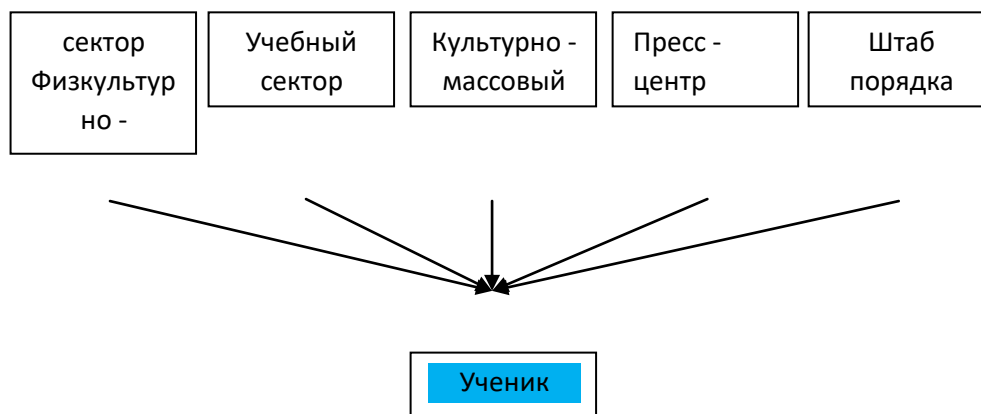 сектор
Физкультур
но -
Учебный
сектор
Культурно -
массовый
Пресс -
центр
Штаб
порядка
Ученик